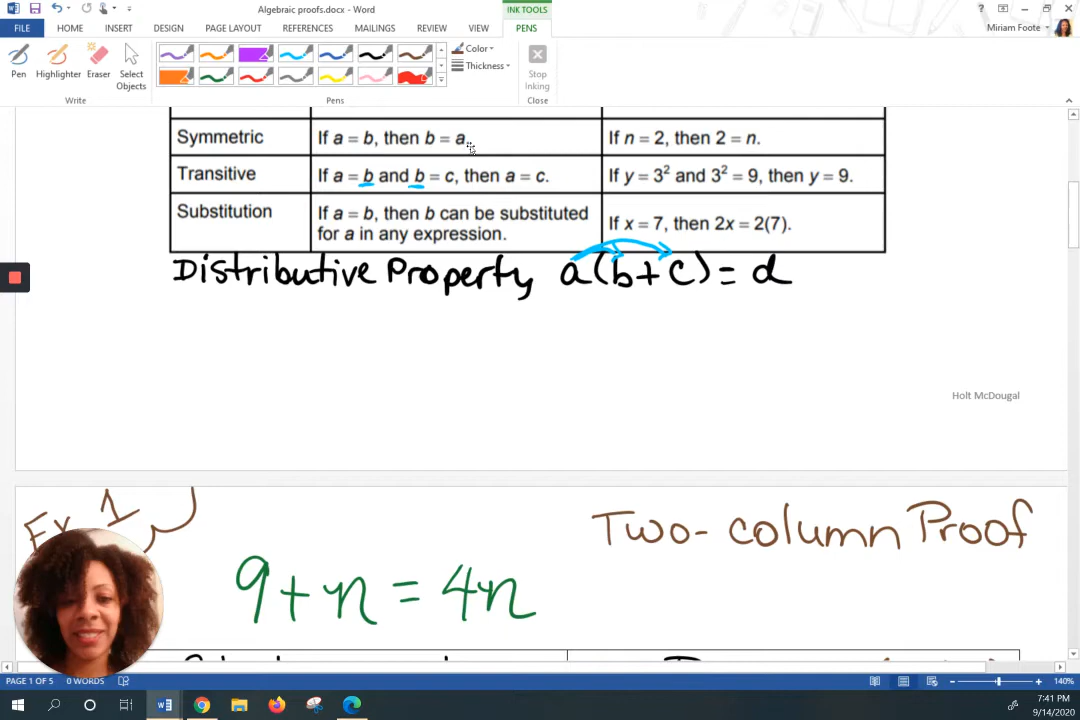 Algebraic proofs.docx - Word
INK TOOLS
FILE HOME INSERT DESIGN PAGE LAYOUT REFERENCES MAILINGS REVIEW VIEW PENS
Miriam Foote
Pen Highlighter Eraser Select Objects
Color
Thickness
Stop Inking
Write Pens Close
Symmetric If a = b, then b = a. If n = 2, then 2 = n.
Transitive If a = b and b = c, then a = c. If y = 3² and 3² = 9, then y = 9.
Substitution If a = b, then b can be substituted
for a in any expression. If x = 7, then 2x = 2(7).
Distributive Property a(b+c) = d
Holt McDougal
Ex. 1
Two-column Proof
9+n = 4n
PAGE 1 OF 5 0 WORDS 140%
7:41 PM
9/14/2020